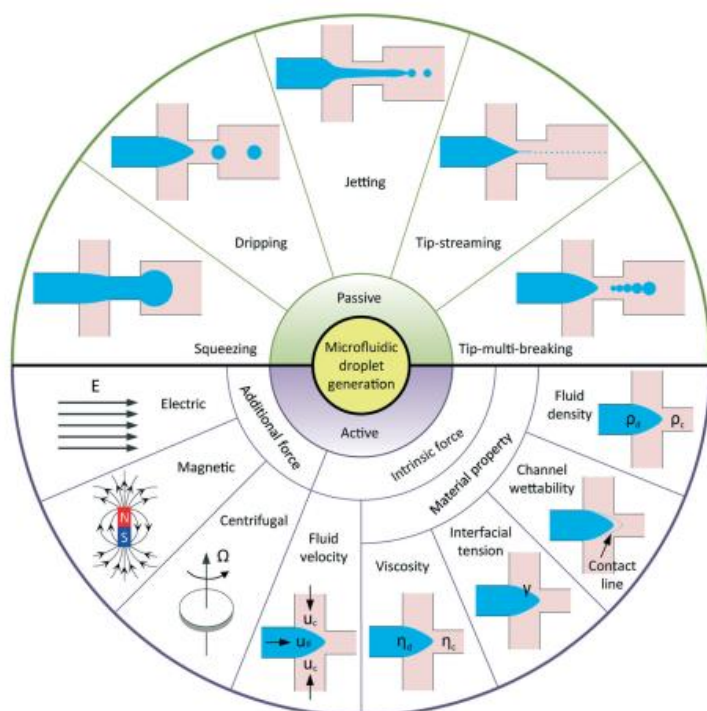 Jetting
Dripping
Tip-streaming
Squeezing
Passive
Tip-multi-breaking
Microfluidic
droplet
generation
Active
E
Electric
Additional force
Intrinsic force
Material property
Fluid
density
ρd
ρc
Magnetic
N
S
Channel
wettability
Contact
line
Centrifugal
Ω
Fluid
velocity
uc
ud
uc
Viscosity
ηd
ηc
Interfacial
tension
γ